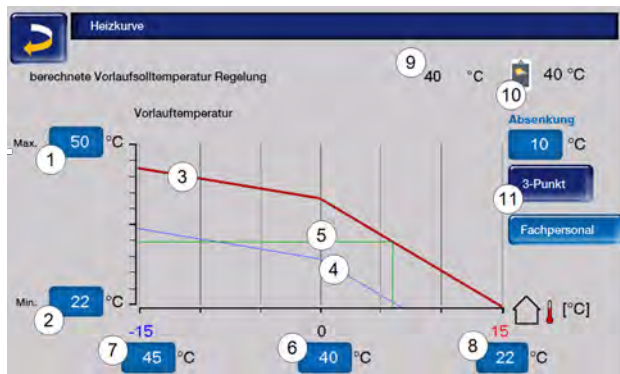 Heizkurve
berechnete Vorlaufsolltemperatur Regelung
9
40 °C
40 °C
10
Vorlauftemperatur
Absenkung
Max. 50 °C
1
10 °C
3
3-Punkt
11
5
Fachpersonal
4
Min. 22 °C
2
[°C]
-15 0 15
7 6 8
45 °C 40 °C 22 °C